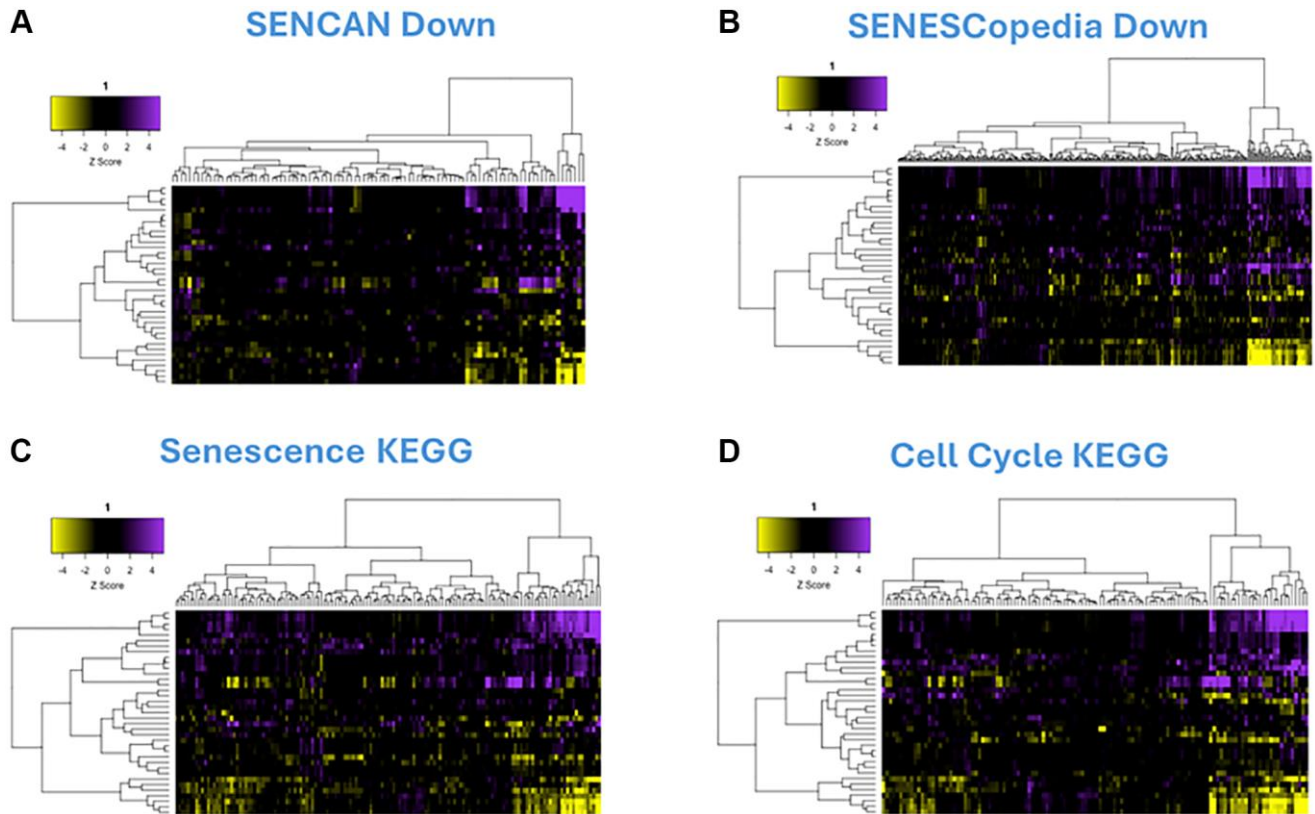 A
SENCAN Down
1
-4 -2 0 2 4
Z Score
B
SENESCopedia Down
1
-4 -2 0 2 4
Z Score
C
Senescence KEGG
1
-4 -2 0 2 4
Z Score
D
Cell Cycle KEGG
1
-4 -2 0 2 4
Z Score